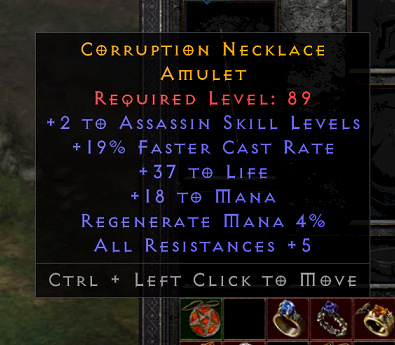 Corruption Necklace
Amulet
Required Level: 89
+2 to Assassin Skill Levels
+19% Faster Cast Rate
+37 to Life
+18 to Mana
Regenerate Mana 4%
All Resistances +5
Ctrl + Left Click to Move